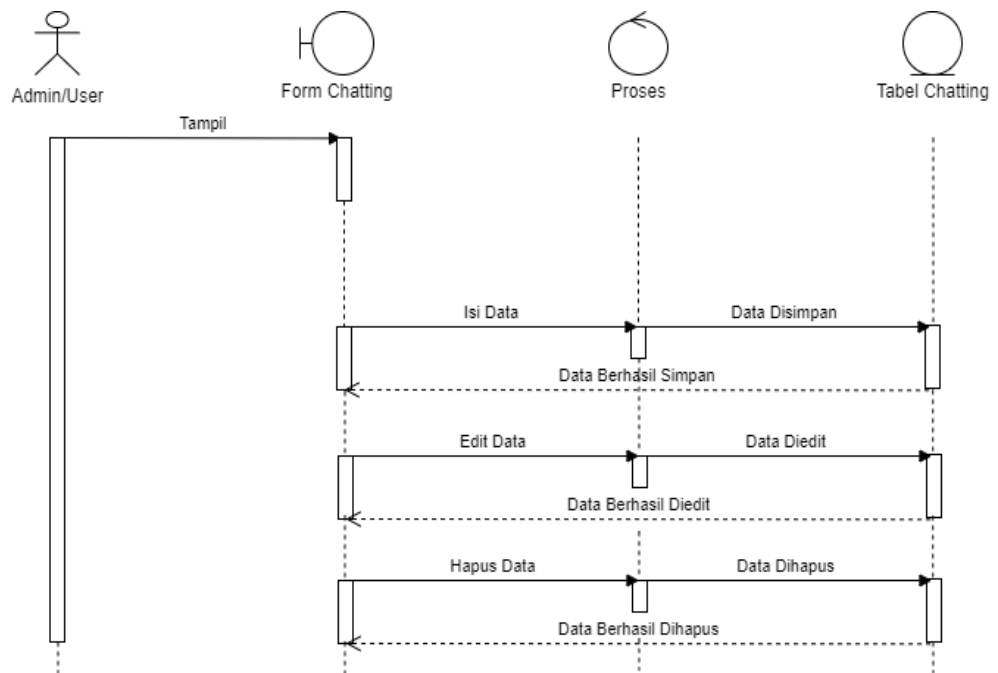 Admin/User
Form Chatting
Proses
Tabel Chatting
Tampil
Isi Data
Data Disimpan
Data Berhasil Simpan
Edit Data
Data Diedit
Data Berhasil Diedit
Hapus Data
Data Dihapus
Data Berhasil Dihapus